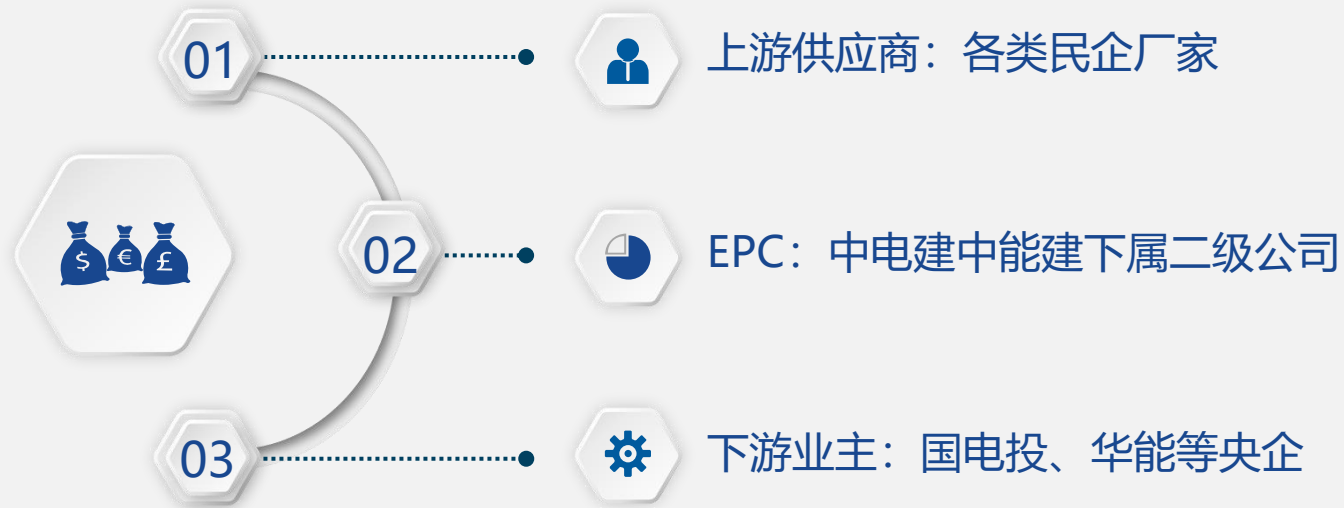 01
上游供应商：各类民企厂家
$ € £
02
EPC：中电建中能建下属二级公司
03
下游业主：国电投、华能等央企